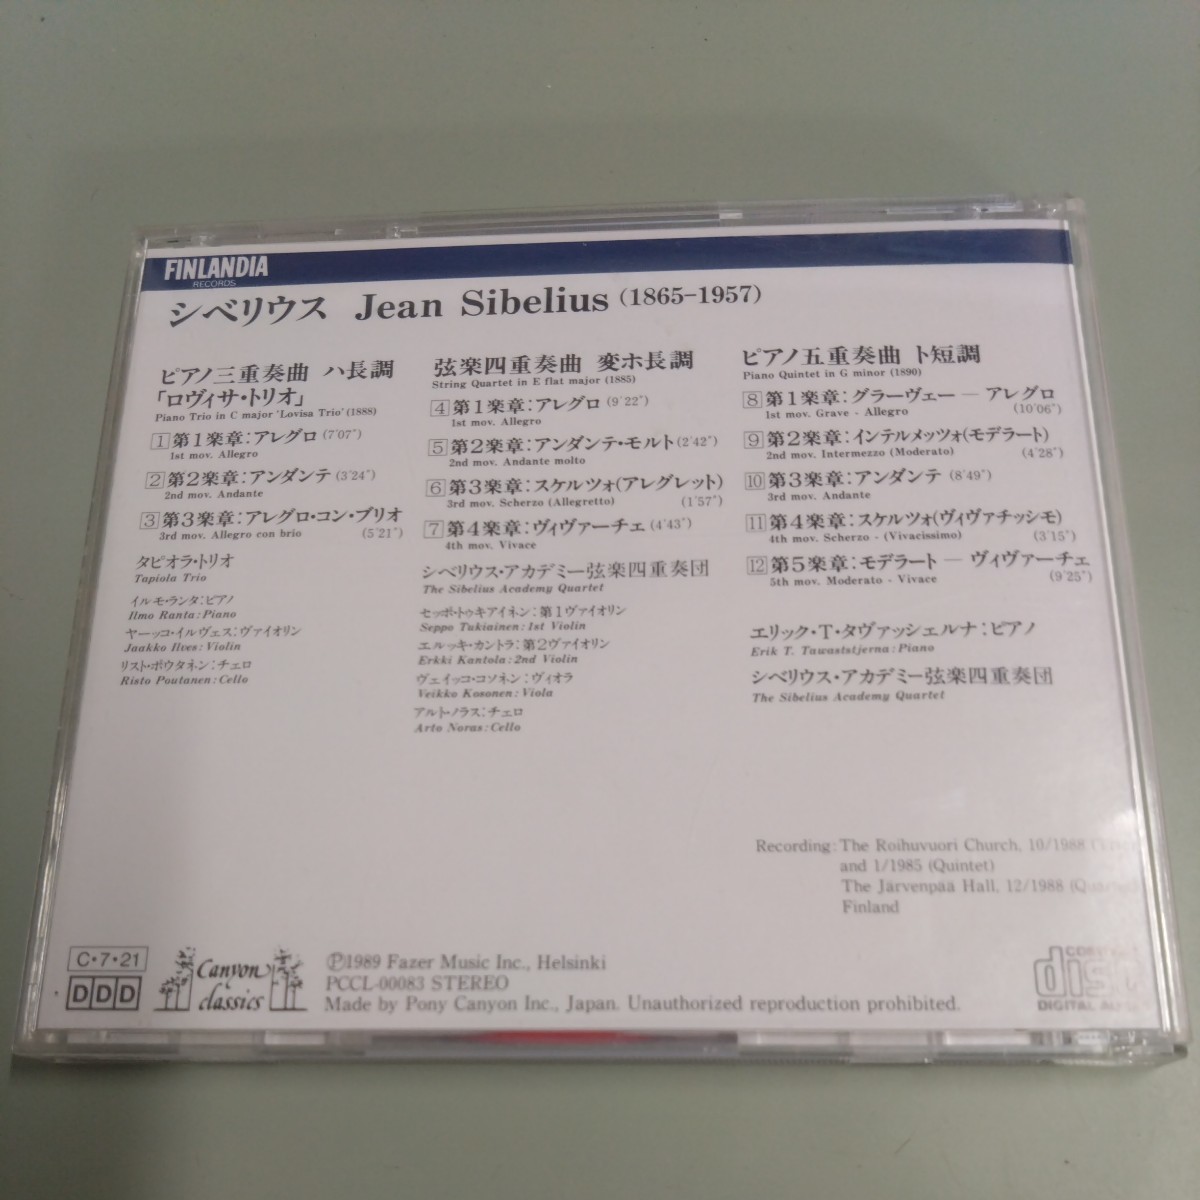 FINLANDIA
RECORDS
シベリウス Jean Sibelius (1865-1957)
ピアノ三重奏曲 ハ長調
「ロヴィサ・トリオ」
Piano Trio in C major 'Lovisa Trio' (1888)
1 第1楽章：アレグロ (7'07")
1st mov. Allegro
2 第2楽章：アンダンテ (3'24")
2nd mov. Andante
3 第3楽章：アレグロ・コン・ブリオ
3rd mov. Allegro con brio (5'21")
タピオラ・トリオ
Tapiola Trio
イルモ・ランタ：ピアノ
Ilmo Ranta : Piano
ヤーッコ・イルヴェス：ヴァイオリン
Jaakko Ilves : Violin
リスト・ポウタネン：チェロ
Risto Poutanen : Cello
弦楽四重奏曲 変ホ長調
String Quartet in E flat major (1885)
4 第1楽章：アレグロ (9'22")
1st mov. Allegro
5 第2楽章：アンダンテ・モルト (2'42")
2nd mov. Andante molto
6 第3楽章：スケルツォ(アレグレット)
3rd mov. Scherzo (Allegretto) (1'57")
7 第4楽章：ヴィヴァーチェ (4'43")
4th mov. Vivace
シベリウス・アカデミー弦楽四重奏団
The Sibelius Academy Quartet
セッポ・トゥキアイネン：第1ヴァイオリン
Seppo Tukiainen : 1st Violin
エルッキ・カントラ：第2ヴァイオリン
Erkki Kantola : 2nd Violin
ヴェイッコ・コソネン：ヴィオラ
Veikko Kosonen : Viola
アルト・ノラス：チェロ
Arto Noras : Cello
ピアノ五重奏曲 ト短調
Piano Quintet in G minor (1890)
8 第1楽章：グラーヴェー — アレグロ
1st mov. Grave - Allegro (10'06")
9 第2楽章：インテルメッツォ(モデラート)
2nd mov. Intermezzo (Moderato) (4'28")
10 第3楽章：アンダンテ (8'49")
3rd mov. Andante
11 第4楽章：スケルツォ(ヴィヴァチッシモ)
4th mov. Scherzo - (Vivacissimo) (3'15")
12 第5楽章：モデラート — ヴィヴァーチェ
5th mov. Moderato - Vivace (9'25")
エリック・T・タヴァッシェルナ：ピアノ
Erik T. Tawaststjerna : Piano
シベリウス・アカデミー弦楽四重奏団
The Sibelius Academy Quartet
Recording : The Roihuvuori Church, 10/1988
and 1/1985 (Quintet)
The Järvenpää Hall, 12/1988
Finland
C・7・21
DDD
Canyon
classics
Ⓟ1989 Fazer Music Inc., Helsinki
PCCL-00083 STEREO
Made by Pony Canyon Inc., Japan. Unauthorized reproduction prohibited.
disc
DIGITAL